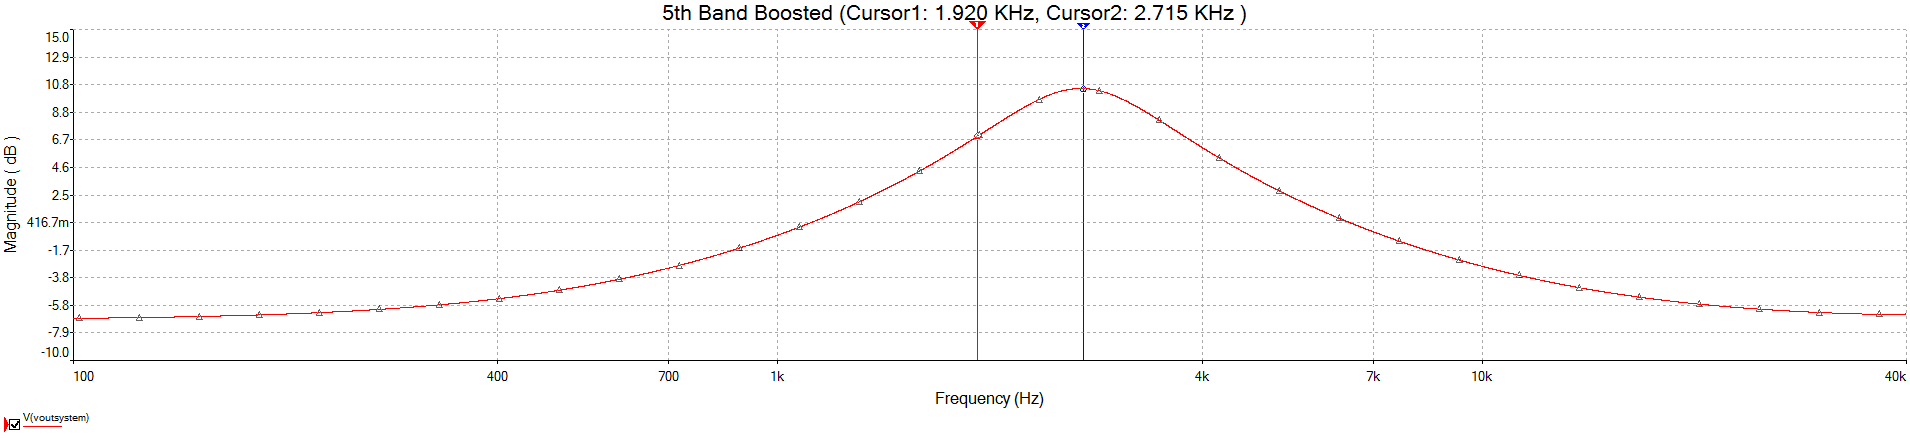 5th Band Boosted (Cursor1: 1.920 KHz, Cursor2: 2.715 KHz )
1
15.0
12.9
10.8
8.8
6.7
4.6
2.5
416.7m
-1.7
-3.8
-5.8
-7.9
-10.0
Magnitude ( dB )
100
400
700
1k
4k
7k
10k
40k
Frequency (Hz)
V(voutsystem)